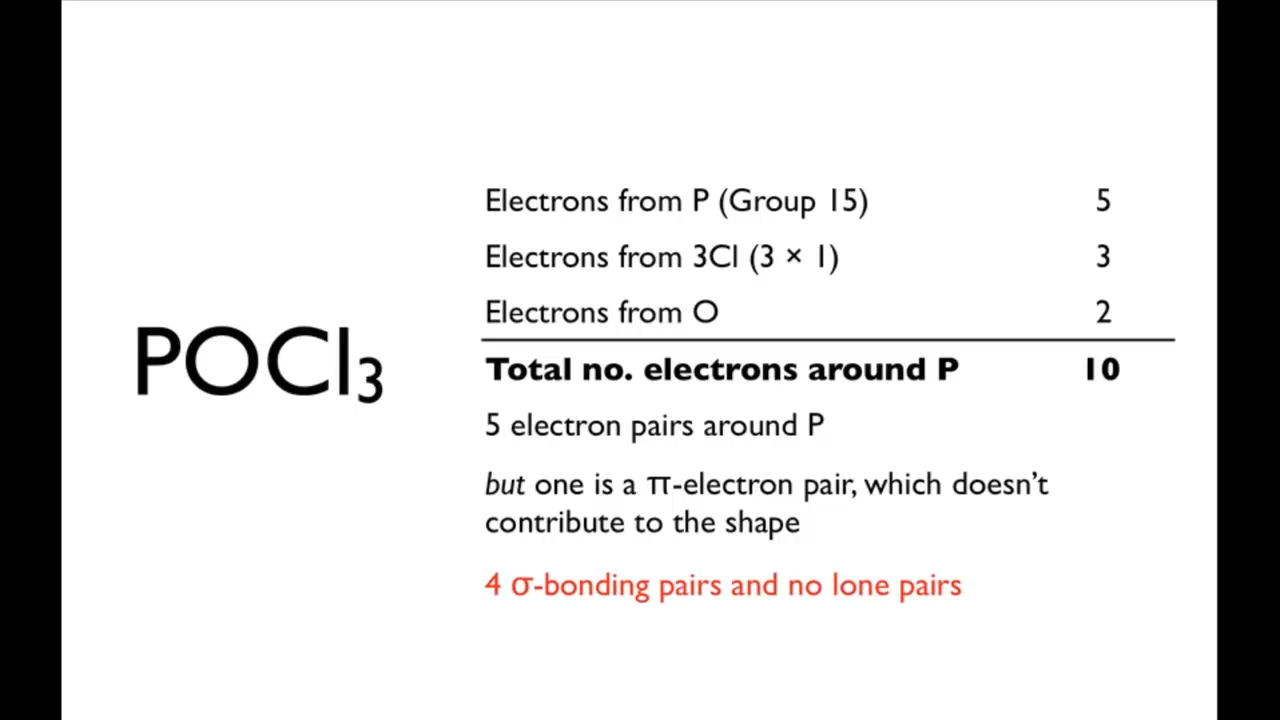 POCl₃
Electrons from P (Group 15) 5
Electrons from 3Cl (3 × 1) 3
Electrons from O 2
Total no. electrons around P 10
5 electron pairs around P
but one is a π-electron pair, which doesn't
contribute to the shape
4 σ-bonding pairs and no lone pairs